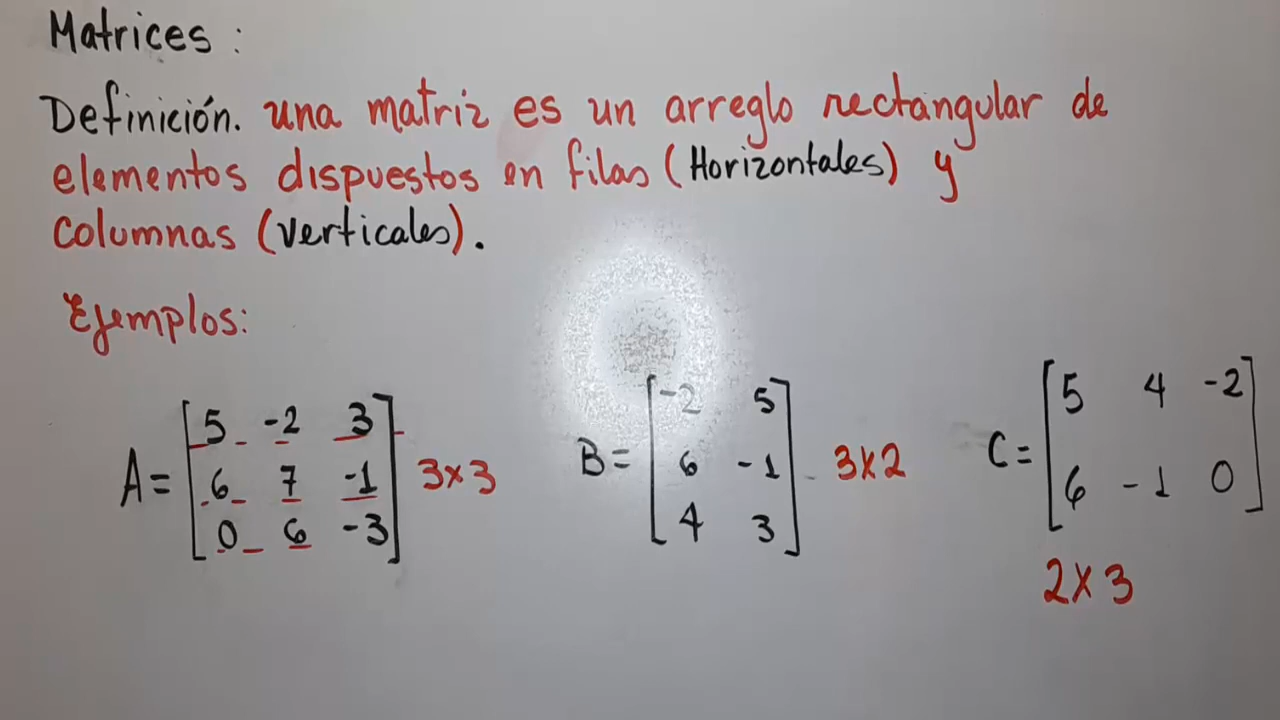 Matrices :
Definición. una matriz es un arreglo rectangular de
elementos dispuestos en filas (Horizontales) y
columnas (verticales).
Ejemplos:
A = [ 5 -2 3
6 7 -1
0 6 -3 ] 3x3
B = [ -2 5
6 -1
4 3 ] 3x2
C = [ 5 4 -2
6 -1 0 ]
2x3